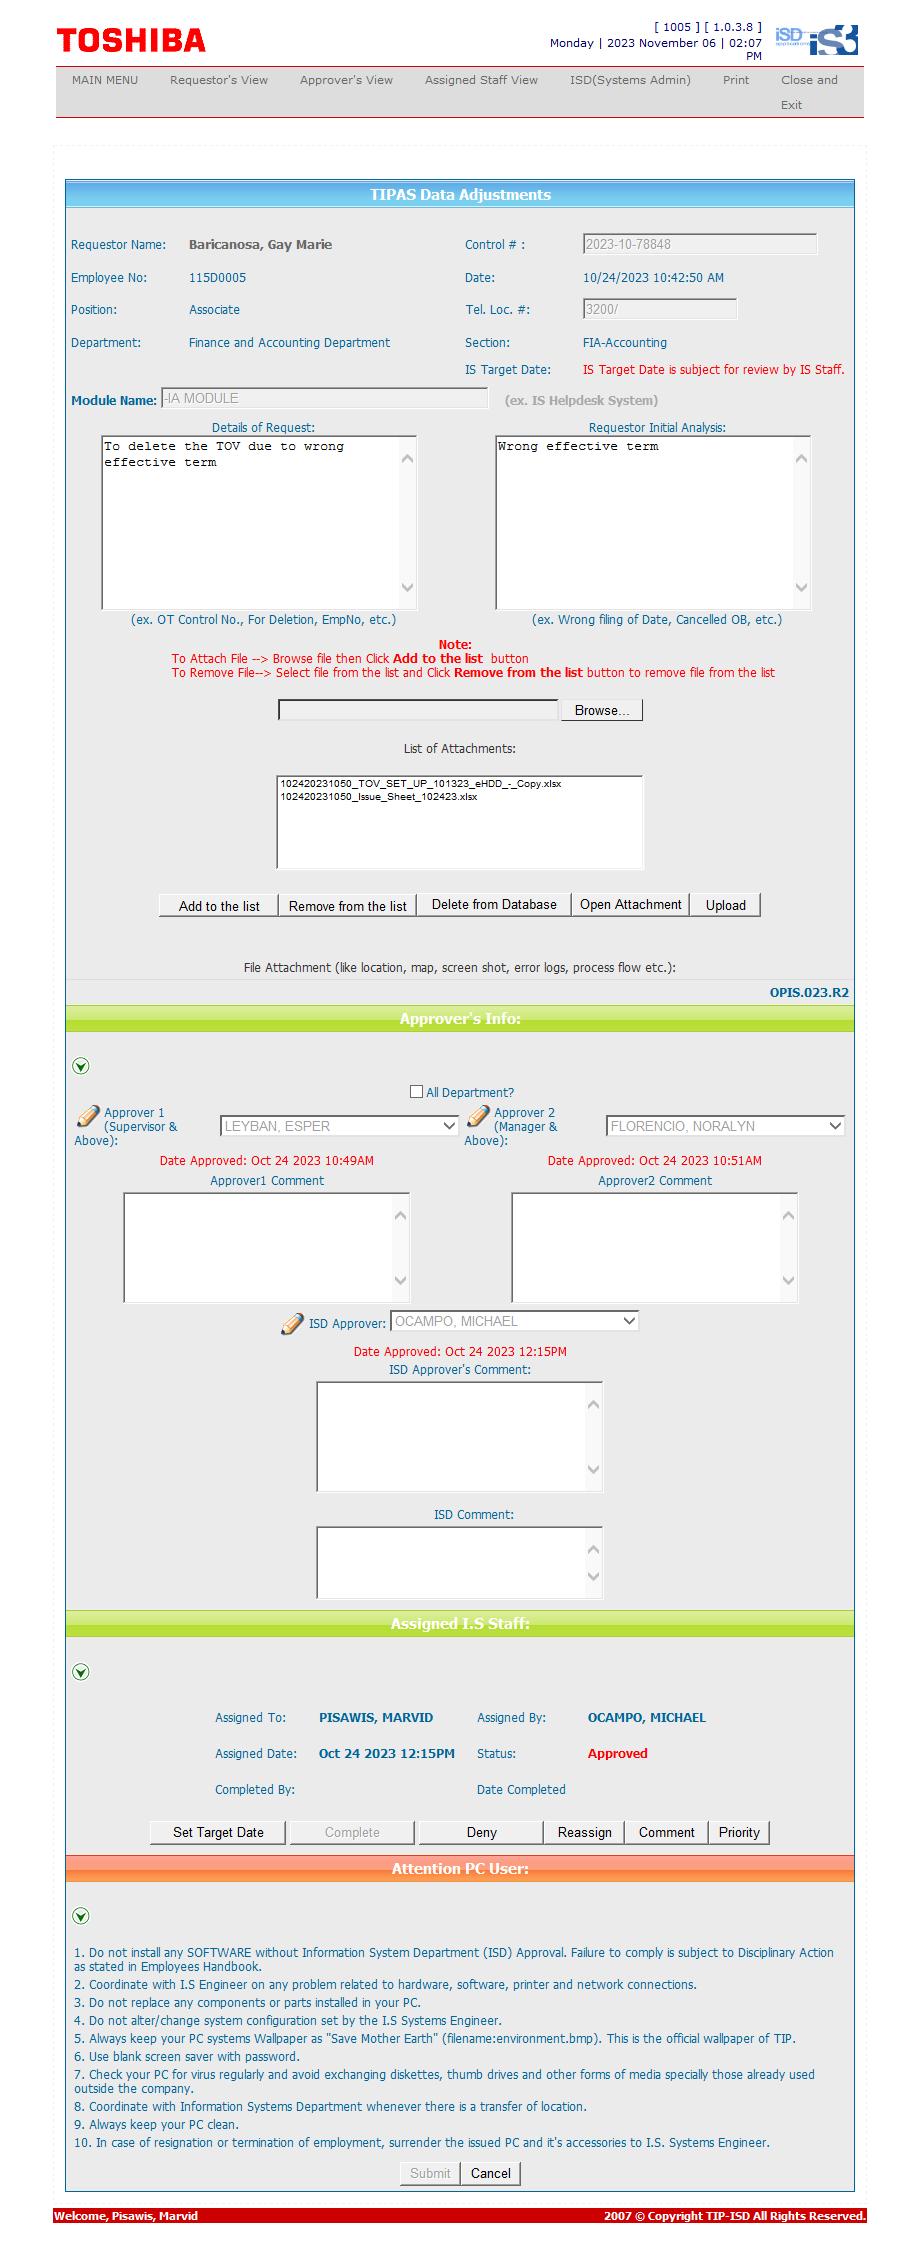 TOSHIBA
[ 1005 ] [ 1.0.3.8 ]
Monday | 2023 November 06 | 02:07
PM
MAIN MENU Requestor's View Approver's View Assigned Staff View ISD(Systems Admin) Print Close and
Exit
TIPAS Data Adjustments
Requestor Name: Baricanosa, Gay Marie Control # : 2023-10-78848
Employee No: 115D0005 Date: 10/24/2023 10:42:50 AM
Position: Associate Tel. Loc. #: 3200/
Department: Finance and Accounting Department Section: FIA-Accounting
IS Target Date: IS Target Date is subject for review by IS Staff.
Module Name: -IA MODULE (ex. IS Helpdesk System)
Details of Request: Requestor Initial Analysis:
To delete the TOV due to wrong
effective term
Wrong effective term
(ex. OT Control No., For Deletion, EmpNo, etc.) (ex. Wrong filing of Date, Cancelled OB, etc.)
Note:
To Attach File --> Browse file then Click Add to the list button
To Remove File--> Select file from the list and Click Remove from the list button to remove file from the list
Browse...
List of Attachments:
102420231050_TOV_SET_UP_101323_eHDD_-_Copy.xlsx
102420231050_Issue_Sheet_102423.xlsx
Add to the list Remove from the list Delete from Database Open Attachment Upload
File Attachment (like location, map, screen shot, error logs, process flow etc.):
OPIS.023.R2
Approver's Info:
All Department?
Approver 1
(Supervisor &
Above):
LEYBAN, ESPER
Approver 2
(Manager &
Above):
FLORENCIO, NORALYN
Date Approved: Oct 24 2023 10:49AM Date Approved: Oct 24 2023 10:51AM
Approver1 Comment Approver2 Comment
ISD Approver: OCAMPO, MICHAEL
Date Approved: Oct 24 2023 12:15PM
ISD Approver's Comment:
ISD Comment:
Assigned I.S Staff:
Assigned To: PISAWIS, MARVID Assigned By: OCAMPO, MICHAEL
Assigned Date: Oct 24 2023 12:15PM Status: Approved
Completed By: Date Completed
Set Target Date Complete Deny Reassign Comment Priority
Attention PC User:
1. Do not install any SOFTWARE without Information System Department (ISD) Approval. Failure to comply is subject to Disciplinary Action
as stated in Employees Handbook.
2. Coordinate with I.S Engineer on any problem related to hardware, software, printer and network connections.
3. Do not replace any components or parts installed in your PC.
4. Do not alter/change system configuration set by the I.S Systems Engineer.
5. Always keep your PC systems Wallpaper as "Save Mother Earth" (filename:environment.bmp). This is the official wallpaper of TIP.
6. Use blank screen saver with password.
7. Check your PC for virus regularly and avoid exchanging diskettes, thumb drives and other forms of media specially those already used
outside the company.
8. Coordinate with Information Systems Department whenever there is a transfer of location.
9. Always keep your PC clean.
10. In case of resignation or termination of employment, surrender the issued PC and it's accessories to I.S. Systems Engineer.
Submit Cancel
Welcome, Pisawis, Marvid 2007 © Copyright TIP-ISD All Rights Reserved.